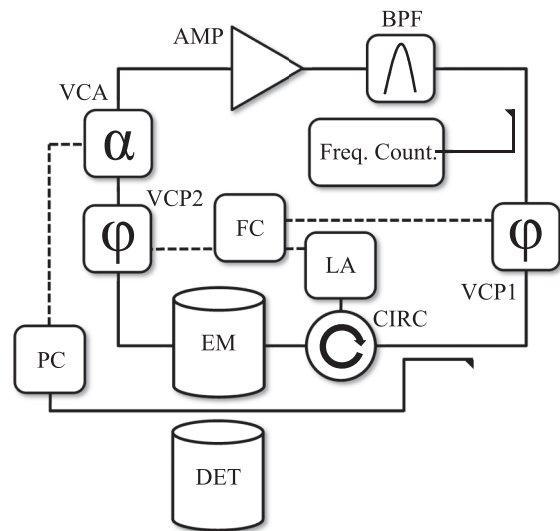 BPF
AMP
VCA
α
Freq. Count.
VCP2
φ
FC
φ
LA
VCP1
CIRC
EM
PC
DET